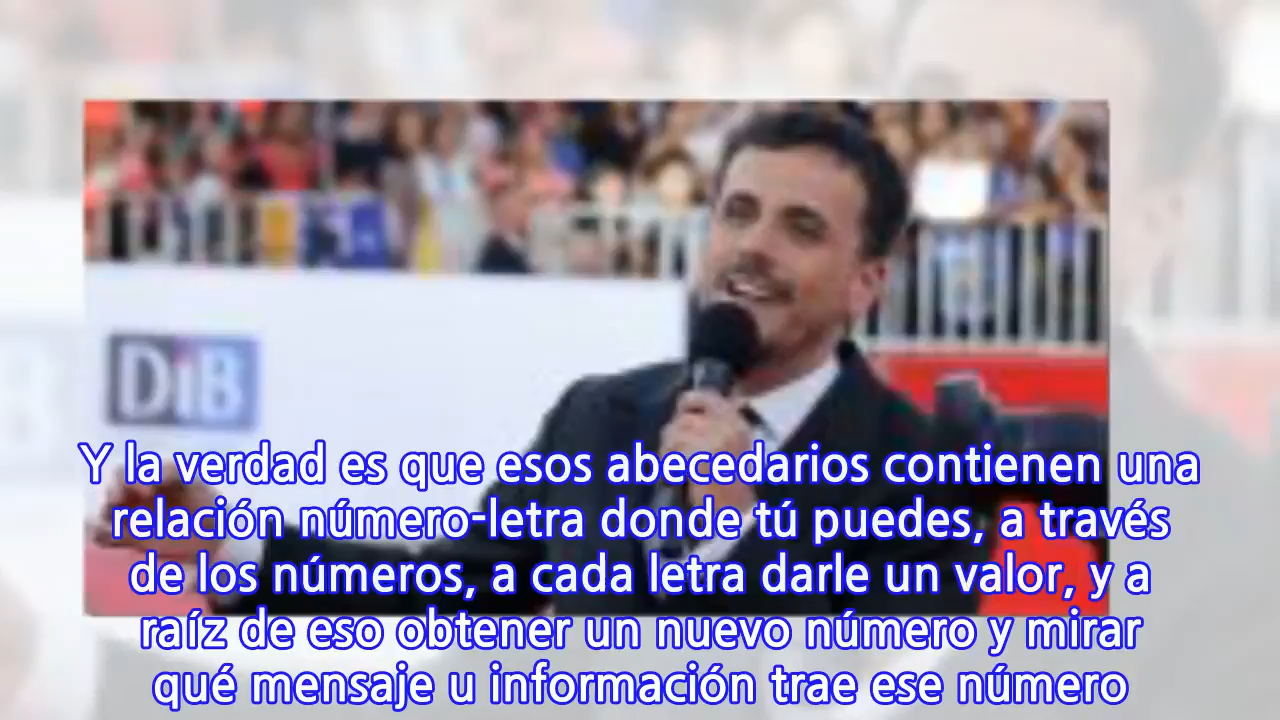 DiB
Y la verdad es que esos abecedarios contienen una
relación número-letra donde tú puedes, a través
de los números, a cada letra darle un valor, y a
raíz de eso obtener un nuevo número y mirar
qué mensaje u información trae ese número